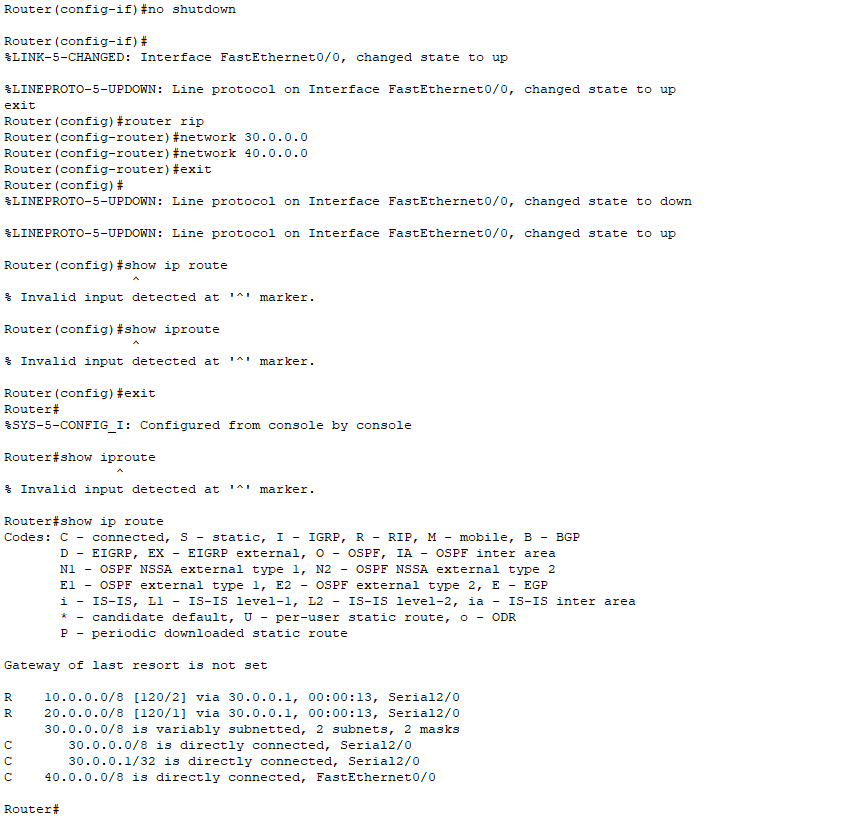 Router(config-if)#no shutdown
Router(config-if)#
%LINK-5-CHANGED: Interface FastEthernet0/0, changed state to up
%LINEPROTO-5-UPDOWN: Line protocol on Interface FastEthernet0/0, changed state to up
exit
Router(config)#router rip
Router(config-router)#network 30.0.0.0
Router(config-router)#network 40.0.0.0
Router(config-router)#exit
Router(config)#
%LINEPROTO-5-UPDOWN: Line protocol on Interface FastEthernet0/0, changed state to down
%LINEPROTO-5-UPDOWN: Line protocol on Interface FastEthernet0/0, changed state to up
Router(config)#show ip route
^
% Invalid input detected at '^' marker.
Router(config)#show iproute
^
% Invalid input detected at '^' marker.
Router(config)#exit
Router#
%SYS-5-CONFIG_I: Configured from console by console
Router#show iproute
^
% Invalid input detected at '^' marker.
Router#show ip route
Codes: C - connected, S - static, I - IGRP, R - RIP, M - mobile, B - BGP
D - EIGRP, EX - EIGRP external, O - OSPF, IA - OSPF inter area
N1 - OSPF NSSA external type 1, N2 - OSPF NSSA external type 2
E1 - OSPF external type 1, E2 - OSPF external type 2, E - EGP
i - IS-IS, L1 - IS-IS level-1, L2 - IS-IS level-2, ia - IS-IS inter area
* - candidate default, U - per-user static route, o - ODR
P - periodic downloaded static route
Gateway of last resort is not set
R 10.0.0.0/8 [120/2] via 30.0.0.1, 00:00:13, Serial2/0
R 20.0.0.0/8 [120/1] via 30.0.0.1, 00:00:13, Serial2/0
30.0.0.0/8 is variably subnetted, 2 subnets, 2 masks
C 30.0.0.0/8 is directly connected, Serial2/0
C 30.0.0.1/32 is directly connected, Serial2/0
C 40.0.0.0/8 is directly connected, FastEthernet0/0
Router#